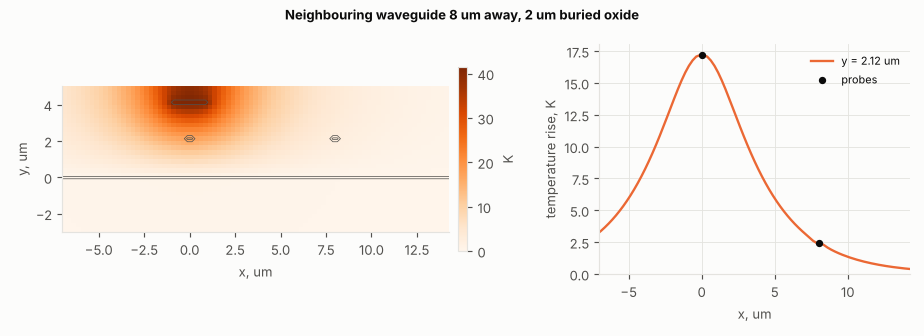 Neighbouring waveguide 8 um away, 2 um buried oxide
4
2
0
−2
y, um
−5.0 −2.5 0.0 2.5 5.0 7.5 10.0 12.5
x, um
40
30
20
10
0
K
17.5
15.0
12.5
10.0
7.5
5.0
2.5
0.0
temperature rise, K
−5 0 5 10
x, um
y = 2.12 um
probes